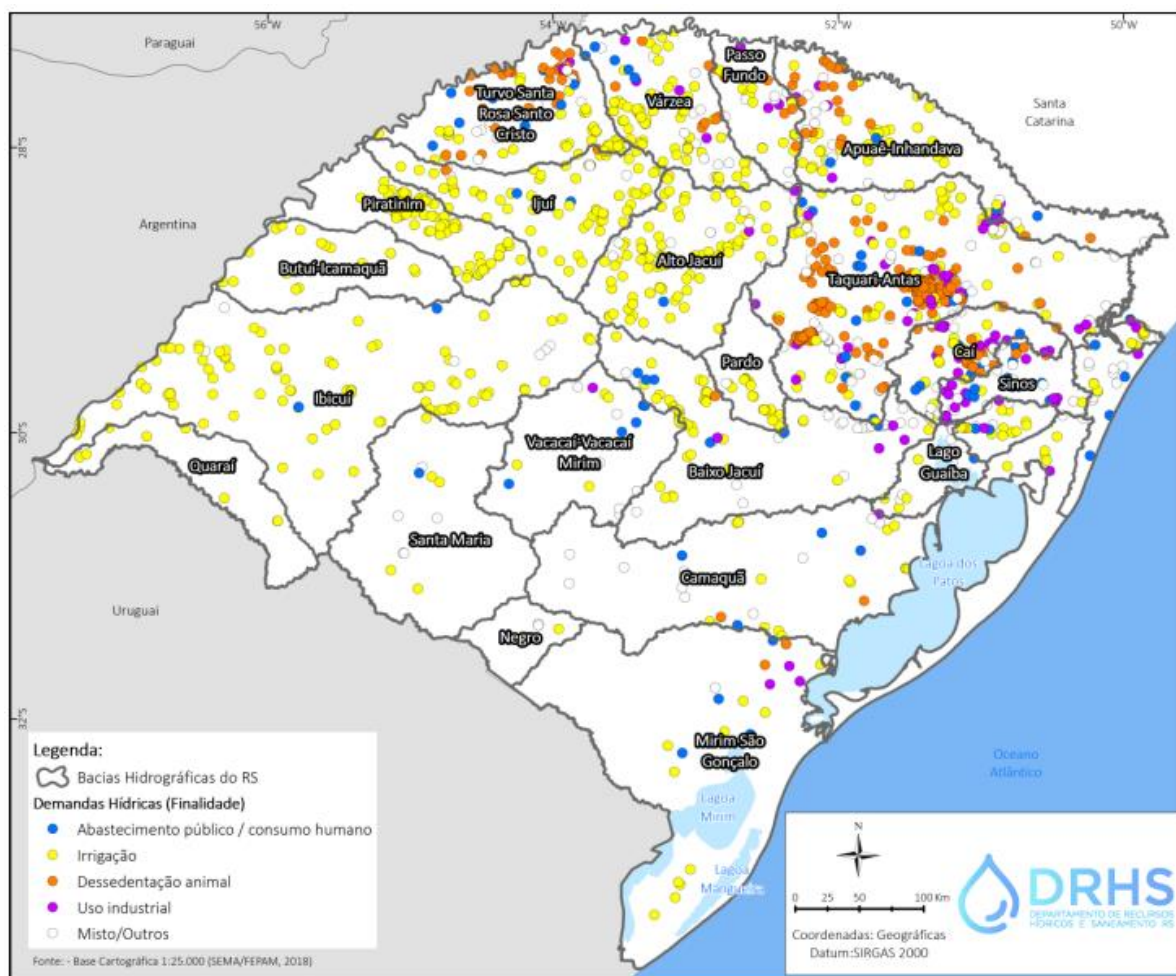 56°W
54°W
52°W
50°W
Paraguai
Passo
Fundo
Turvo Santa
Rosa Santo
Cristo
Várzea
Santa
Catarina
28°S
Apuaê-Inhandava
Argentina
Piratinim
Ijuí
Butuí-Icamaquã
Alto Jacuí
Taquari-Antas
Pardo
Caí
Sinos
Ibicuí
30°S
Quaraí
Vacacaí-Vacacaí
Mirim
Baixo Jacuí
Lago
Guaíba
Santa Maria
Camaquã
Lagoa dos
Patos
Uruguai
Negro
32°S
Mirim-São
Gonçalo
Oceano
Atlântico
Lagoa
Mirim
Lagoa
Mangueira
Legenda:
Bacias Hidrográficas do RS
Demandas Hídricas (Finalidade)
Abastecimento público / consumo humano
Irrigação
Dessedentação animal
Uso industrial
Misto/Outros
Fonte: - Base Cartográfica 1:25.000 (SEMA/FEPAM, 2018)
N
0 25 50 100 Km
Coordenadas: Geográficas
Datum:SIRGAS 2000
DRHS
DEPARTAMENTO DE RECURSOS
HÍDRICOS E SANEAMENTO RS